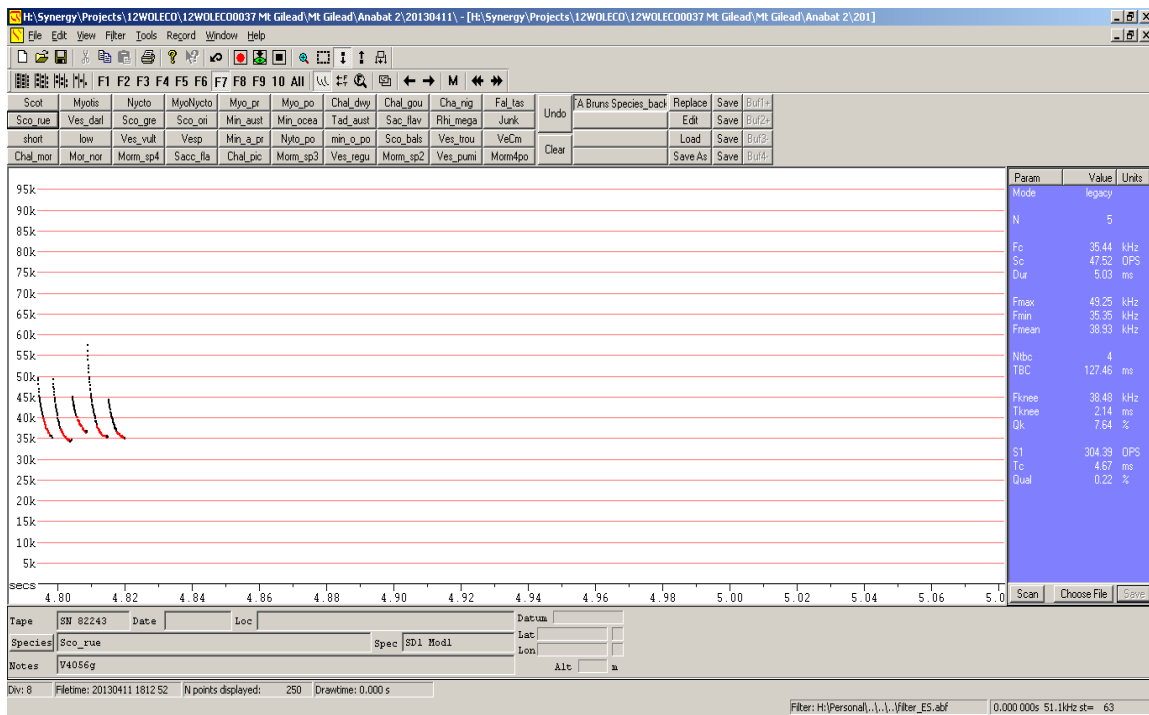 H:\Synergy\Projects\12WOLECO\12WOLECO00037 Mt Gilead\Mt Gilead\Anabat 2\20130411\ - [H:\Synergy\Projects\12WOLECO\12WOLECO00037 Mt Gilead\Mt Gilead\Anabat 2\201]
File Edit View Filter Tools Record Window Help
F1 F2 F3 F4 F5 F6 F7 F8 F9 10 All M
Scot Myotis Nycto MyoNycto Myo_pr Myo_po Chal_dwy Chal_gou Cha_nig Fal_tas Undo 'A Bruns Species_back Replace Save Buf1+
Sco_rue Ves_darl Sco_gre Sco_ori Min_aust Min_ocea Tad_aust Sac_flav Rhi_mega Junk Edit Save Buf2+
short low Ves_vult Vesp Min_a_pr Nyto_po min_o_po Sco_bals Ves_trou VeCm Clear Load Save Buf3-
Chal_mor Mor_nor Morm_sp4 Sacc_fla Chal_pic Morm_sp3 Ves_regu Morm_sp2 Ves_pumi Morm4po Save As Save Buf4-
Param Value Units
Mode legacy
N 5
Fc 35.44 kHz
Sc 47.52 OPS
Dur 5.03 ms
Fmax 49.25 kHz
Fmin 35.35 kHz
Fmean 38.93 kHz
Ntbc 4
TBC 127.46 ms
Fknee 38.48 kHz
Tknee 2.14 ms
Qk 7.64 %
S1 304.39 OPS
Tc 4.67 ms
Qual 0.22 %
95k
90k
85k
80k
75k
70k
65k
60k
55k
50k
45k
40k
35k
30k
25k
20k
15k
10k
5k
secs
4.80 4.82 4.84 4.86 4.88 4.90 4.92 4.94 4.96 4.98 5.00 5.02 5.04 5.06 5.0
Scan Choose File Save
Tape SN 82243 Date Loc Datum
Species Sco_rue Spec SD1 Mod1 Lat
Lon
Notes V4056g Alt m
Div: 8 Filetime: 20130411 1812 52 N points displayed: 250 Drawtime: 0.000 s
Filter: H:\Personal\..\..\..\filter_ES.abf 0.000 000s 51.1kHz st= 63